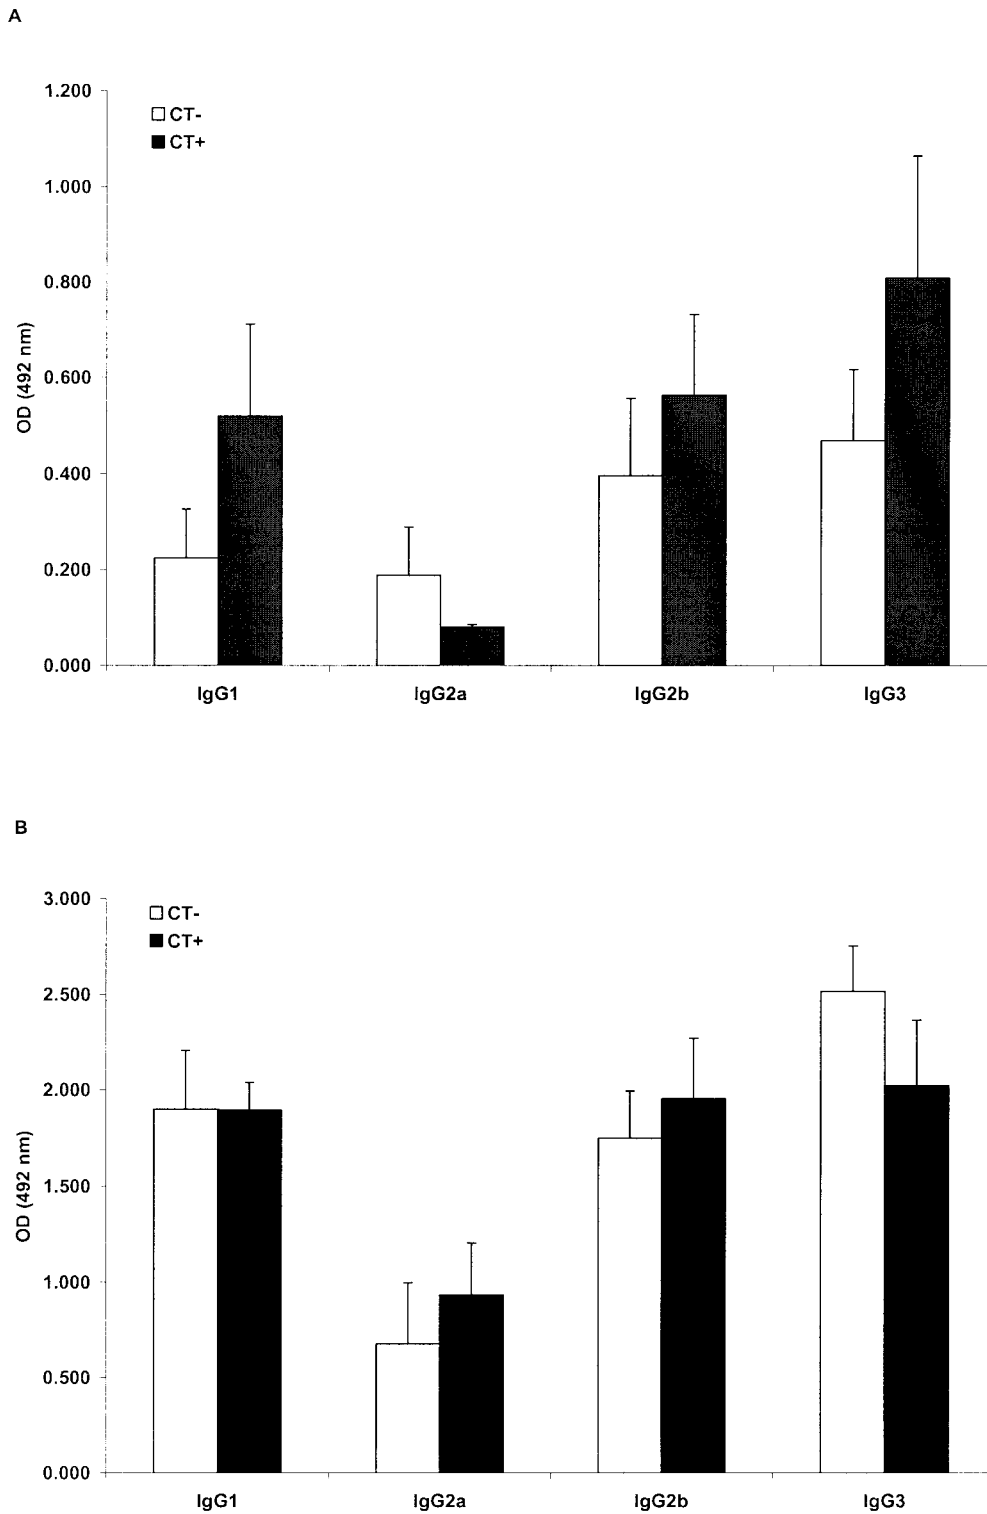 A
1.200
CT-
CT+
1.000
0.800
0.600
0.400
0.200
0.000
OD (492 nm)
IgG1 IgG2a IgG2b IgG3
B
3.000
CT-
CT+
2.500
2.000
1.500
1.000
0.500
0.000
OD (492 nm)
IgG1 IgG2a IgG2b IgG3